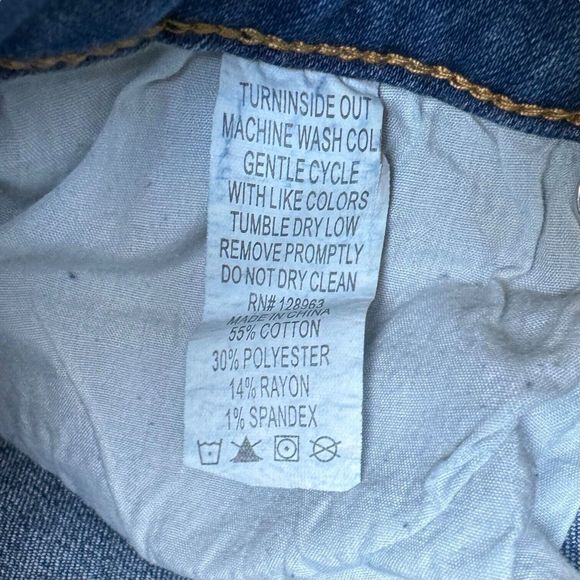 TURNINSIDE OUT
MACHINE WASH COL
GENTLE CYCLE
WITH LIKE COLORS
TUMBLE DRY LOW
REMOVE PROMPTLY
DO NOT DRY CLEAN
RN# 128963
MADE IN CHINA
55% COTTON
30% POLYESTER
14% RAYON
1% SPANDEX